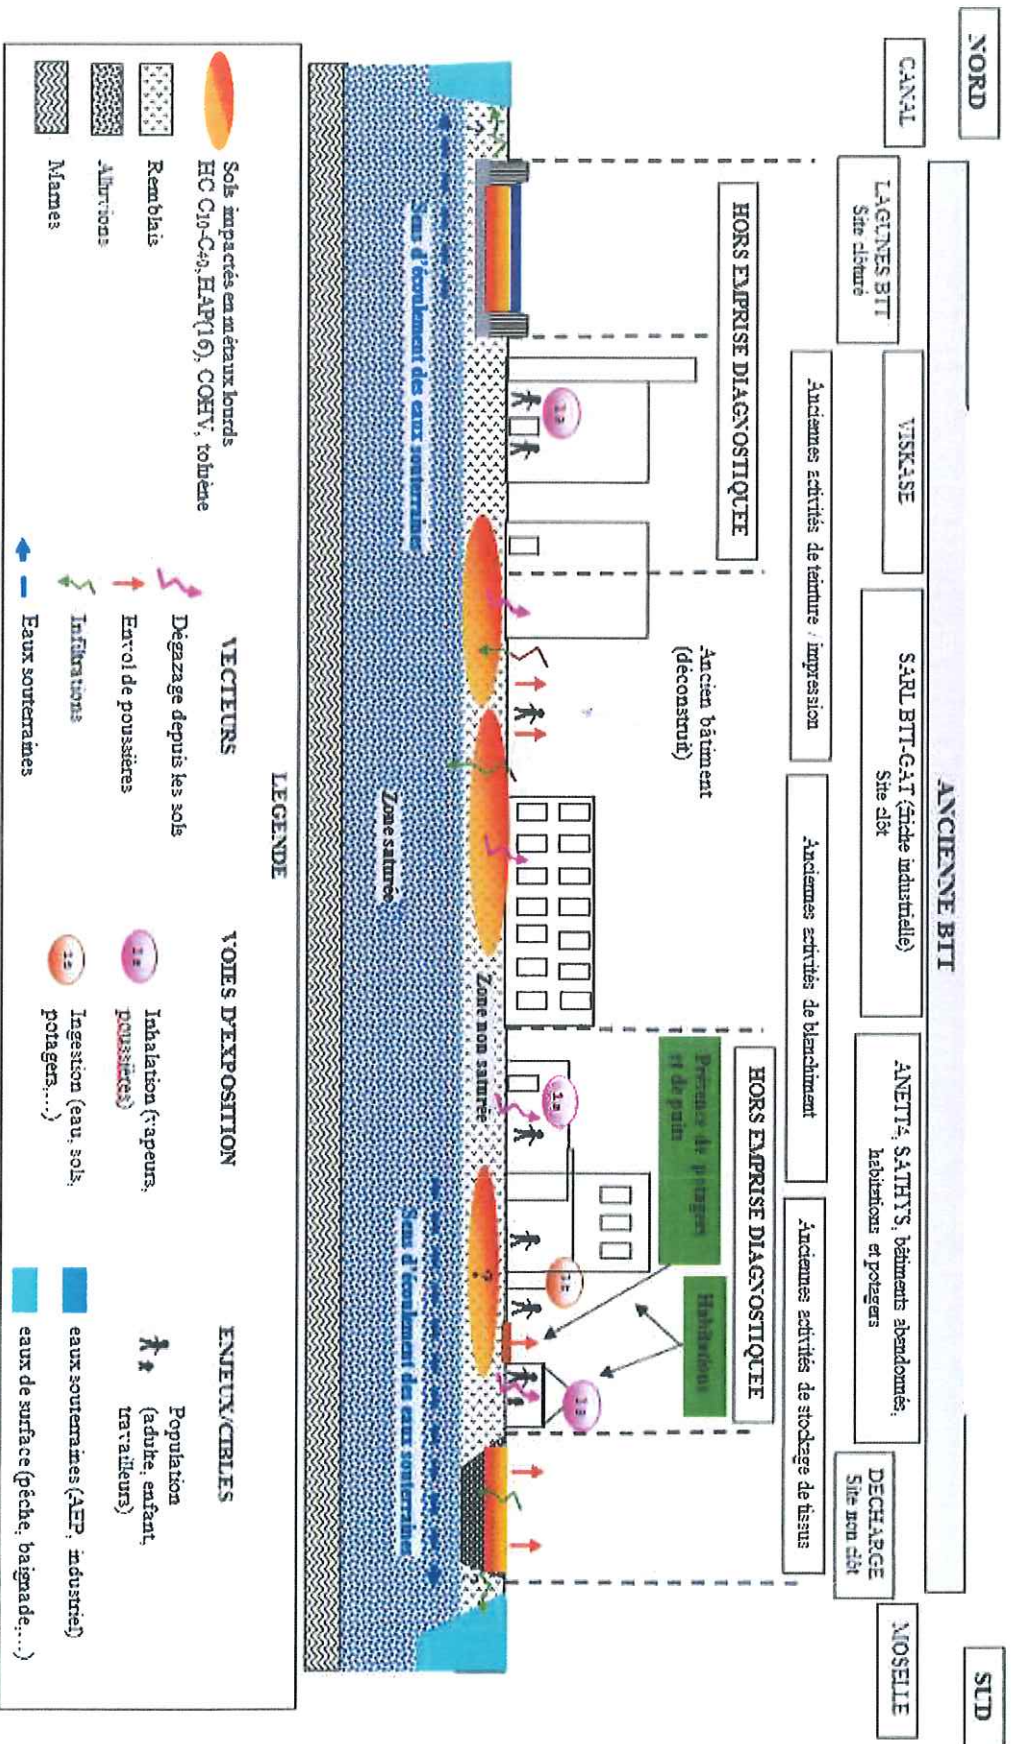 NORD
SUD
ANCIENNE BTT
CANAL
LAGUNES BTT
Site clôturé
VISKASE
SARL BTT-GAT (friche industrielle)
Site clôt
ANETT4, SATHYS, bâtiments abandonnés,
habitations et potagers
DECHARGE
Site non clôt
MOSELLE
Anciennes activités de teinture / impression
Anciennes activités de blanchiment
Anciennes activités de stockage de tissus
HORS EMPRISE DIAGNOSTIQUEE
HORS EMPRISE DIAGNOSTIQUEE
Ancien bâtiment
(déconstruit)
Présence de potagers
et de puits
Habitations
?
Zone non saturée
Sens d'écoulement des eaux souterraines
Zone saturée
Sens d'écoulement des eaux souterraines
LEGENDE
Sols impactés en métaux lourds
HC C10-C40, HAP(16), COHV, toluène
Remblais
Alluvions
Marnes
VECTEURS
Dégazage depuis les sols
Envol de poussières
Infiltrations
Eaux souterraines
VOIES D'EXPOSITION
Inhalation (vapeurs,
poussières)
Ingestion (eau, sols,
potagers,…)
ENJEUX/CIBLES
Population
(adulte, enfant,
travailleurs)
eaux souterraines (AEP, industriel)
eaux de surface (pêche, baignade,…)